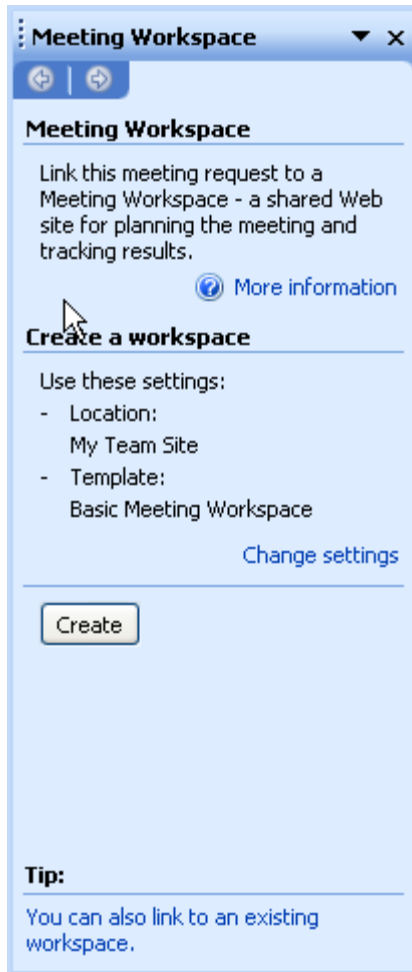 Meeting Workspace
Meeting Workspace
Link this meeting request to a
Meeting Workspace - a shared Web
site for planning the meeting and
tracking results.
More information
Create a workspace
Use these settings:
- Location:
My Team Site
- Template:
Basic Meeting Workspace
Change settings
Create
Tip:
You can also link to an existing
workspace.